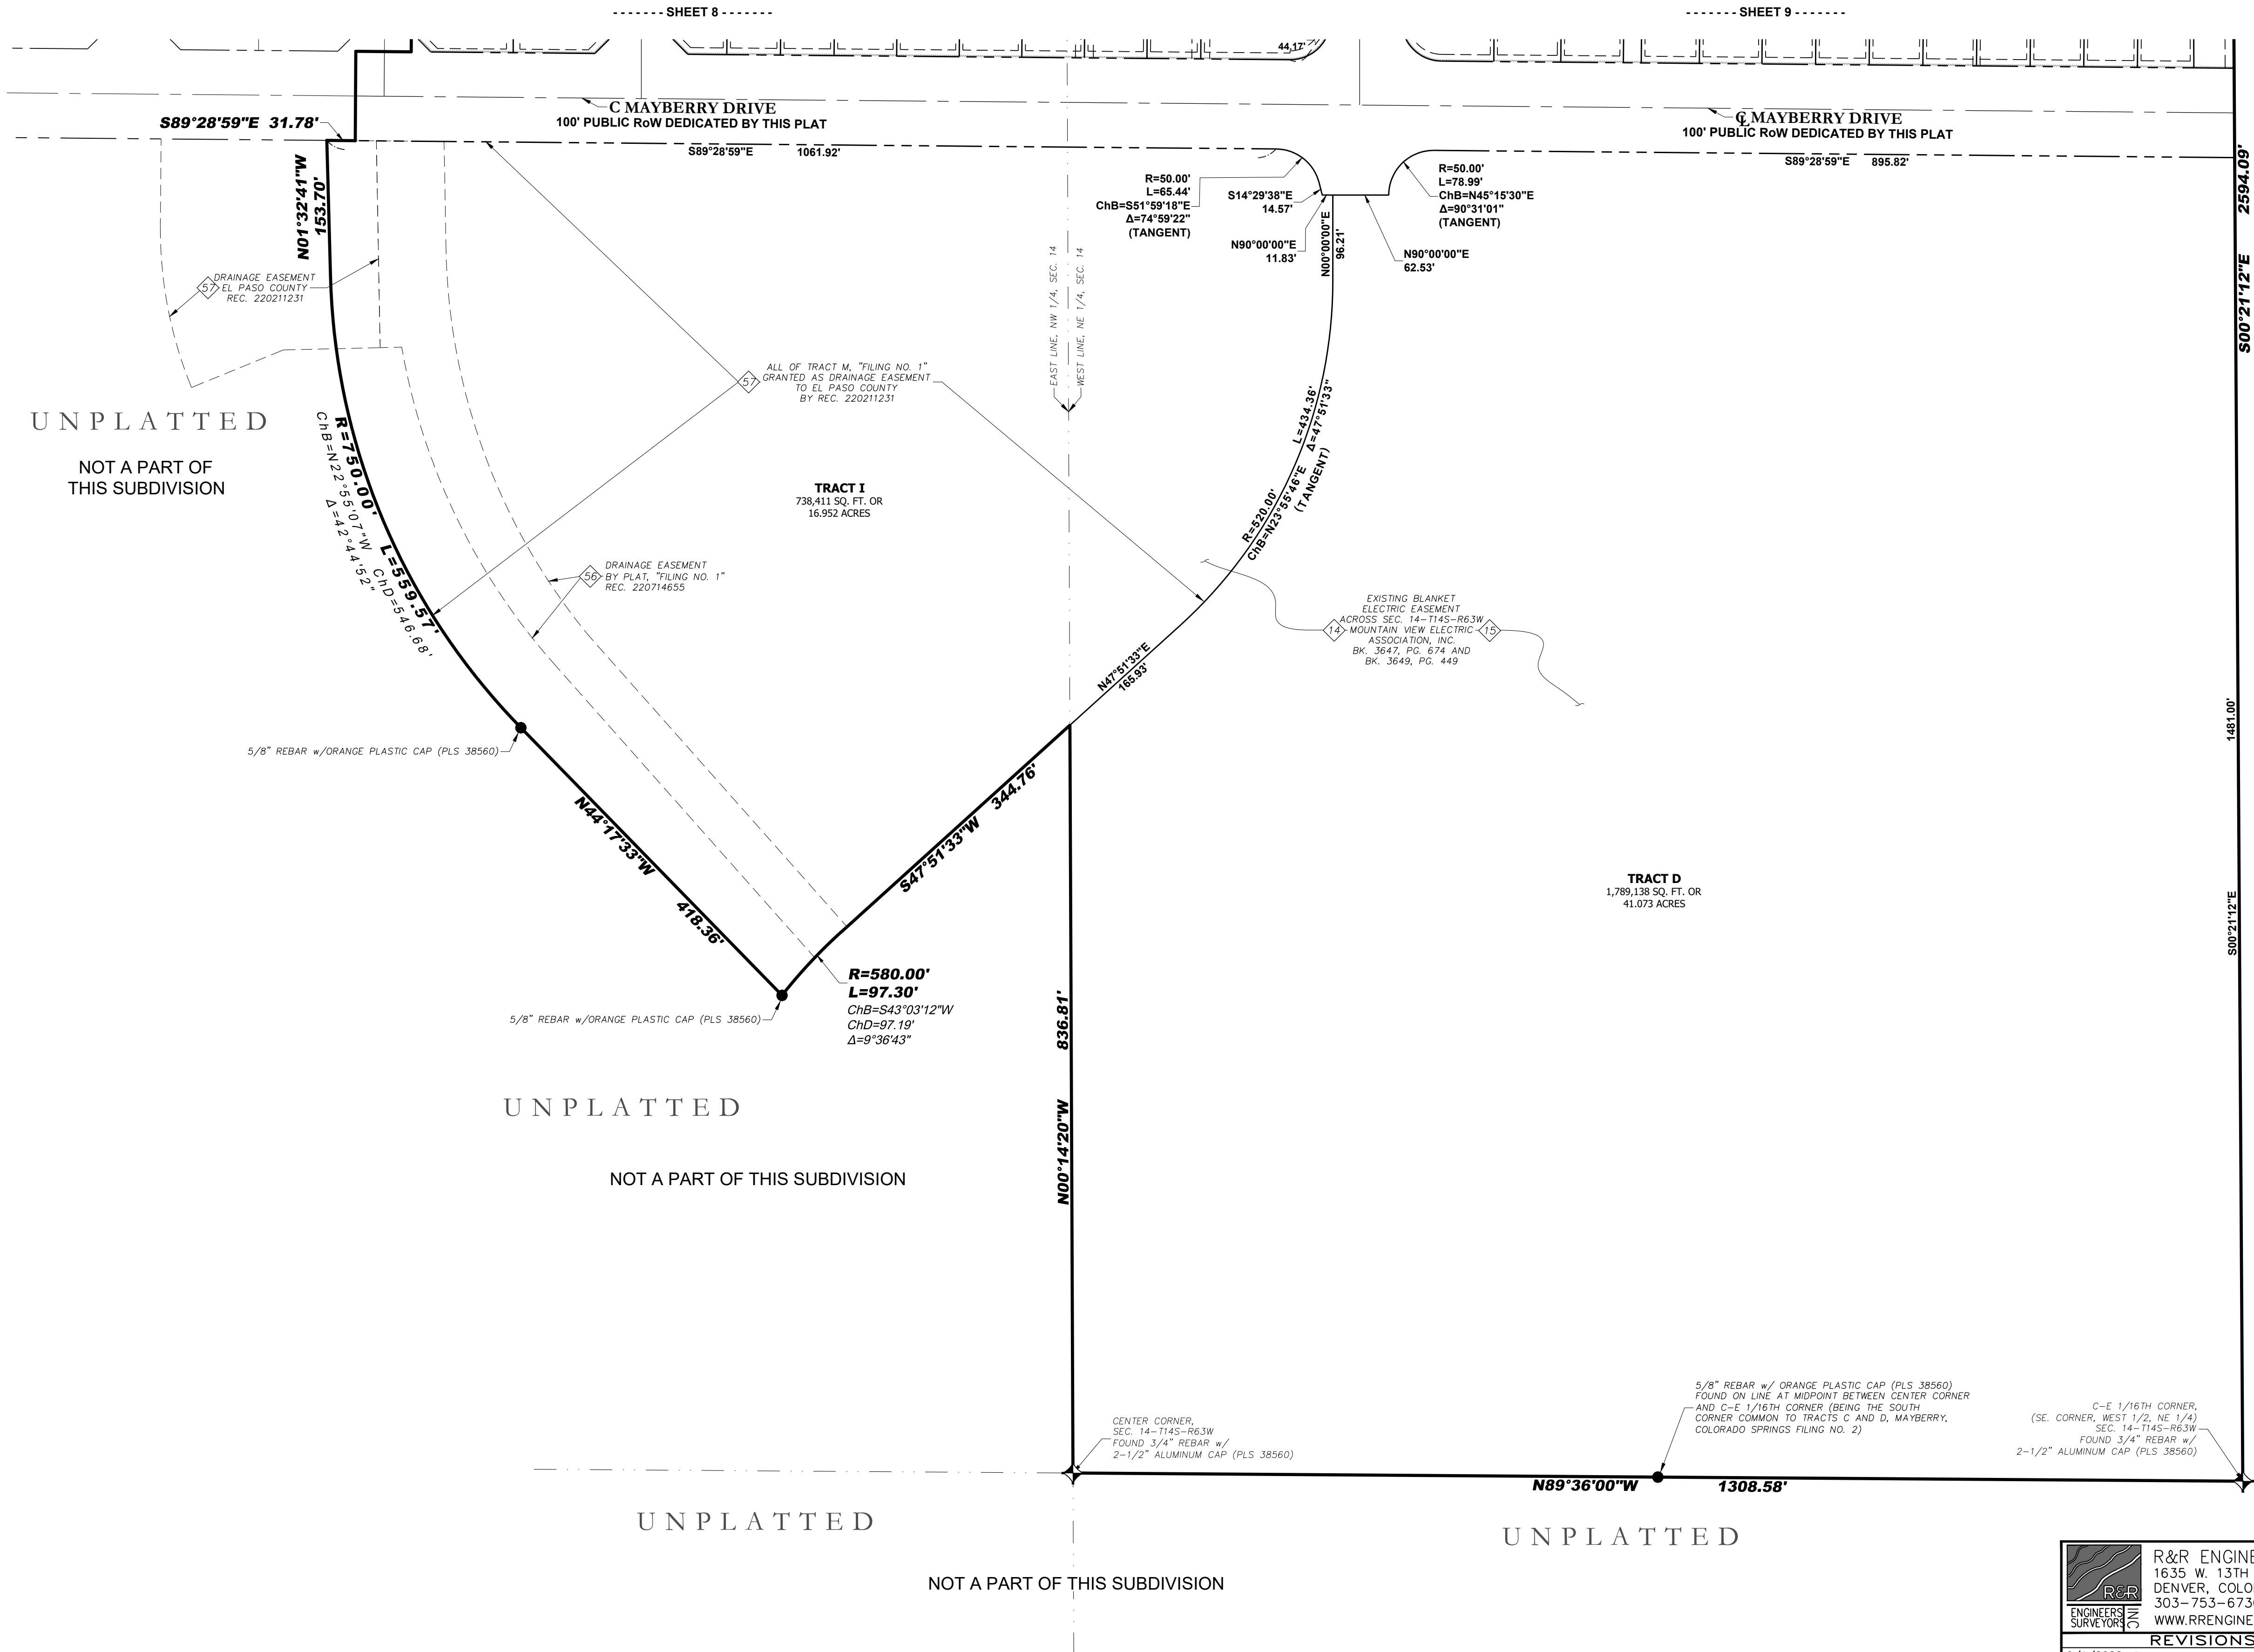 ------- SHEET 8 -------
------- SHEET 9 -------
44.17'
C MAYBERRY DRIVE
100' PUBLIC RoW DEDICATED BY THIS PLAT
℄ MAYBERRY DRIVE
100' PUBLIC RoW DEDICATED BY THIS PLAT
S89°28'59"E 31.78'
S89°28'59"E 1061.92'
S89°28'59"E 895.82'
N01°32'41"W
153.70'
R=50.00'
L=65.44'
ChB=S51°59'18"E
Δ=74°59'22"
(TANGENT)
S14°29'38"E
14.57'
N90°00'00"E
11.83'
N00°00'00"E
96.21'
R=50.00'
L=78.99'
ChB=N45°15'30"E
Δ=90°31'01"
(TANGENT)
N90°00'00"E
62.53'
S00°21'12"E 2594.09'
57
DRAINAGE EASEMENT
EL PASO COUNTY
REC. 220211231
EAST LINE, NW 1/4, SEC. 14
WEST LINE, NE 1/4, SEC. 14
57
ALL OF TRACT M, "FILING NO. 1"
GRANTED AS DRAINAGE EASEMENT
TO EL PASO COUNTY
BY REC. 220211231
UNPLATTED
NOT A PART OF
THIS SUBDIVISION
R=750.00' L=559.57'
ChB=N22°55'07"W ChD=546.68'
Δ=42°44'52"
TRACT I
738,411 SQ. FT. OR
16.952 ACRES
L=434.36'
Δ=47°51'33"
R=520.00'
ChB=N23°55'46"E
(TANGENT)
56
DRAINAGE EASEMENT
BY PLAT, "FILING NO. 1"
REC. 220714655
EXISTING BLANKET
ELECTRIC EASEMENT
ACROSS SEC. 14-T14S-R63W
14 MOUNTAIN VIEW ELECTRIC 15
ASSOCIATION, INC.
BK. 3647, PG. 674 AND
BK. 3649, PG. 449
N47°51'33"E
165.93'
1481.00'
S00°21'12"E
5/8" REBAR w/ORANGE PLASTIC CAP (PLS 38560)
N44°17'33"W 418.36'
S47°51'33"W 344.76'
TRACT D
1,789,138 SQ. FT. OR
41.073 ACRES
R=580.00'
L=97.30'
ChB=S43°03'12"W
ChD=97.19'
Δ=9°36'43"
5/8" REBAR w/ORANGE PLASTIC CAP (PLS 38560)
N00°14'20"W 836.81'
UNPLATTED
NOT A PART OF THIS SUBDIVISION
CENTER CORNER,
SEC. 14-T14S-R63W
FOUND 3/4" REBAR w/
2-1/2" ALUMINUM CAP (PLS 38560)
5/8" REBAR w/ ORANGE PLASTIC CAP (PLS 38560)
FOUND ON LINE AT MIDPOINT BETWEEN CENTER CORNER
AND C-E 1/16TH CORNER (BEING THE SOUTH
CORNER COMMON TO TRACTS C AND D, MAYBERRY,
COLORADO SPRINGS FILING NO. 2)
C-E 1/16TH CORNER,
(SE. CORNER, WEST 1/2, NE 1/4)
SEC. 14-T14S-R63W
FOUND 3/4" REBAR w/
2-1/2" ALUMINUM CAP (PLS 38560)
N89°36'00"W 1308.58'
UNPLATTED
UNPLATTED
NOT A PART OF THIS SUBDIVISION
R&R
ENGINEERS
SURVEYORS INC
R&R ENGINE
1635 W. 13TH
DENVER, COLO
303-753-673
WWW.RRENGINE
REVISIONS